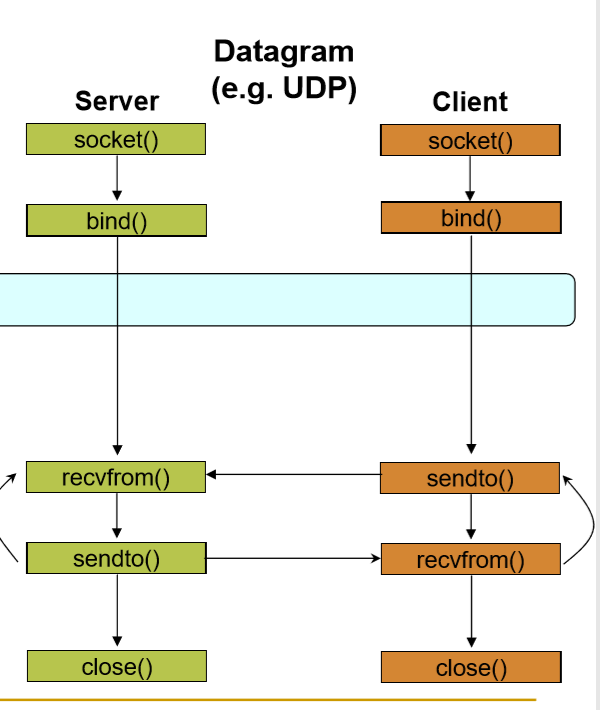 Datagram
(e.g. UDP)
Server
Client
socket()
socket()
bind()
bind()
recvfrom()
sendto()
sendto()
recvfrom()
close()
close()